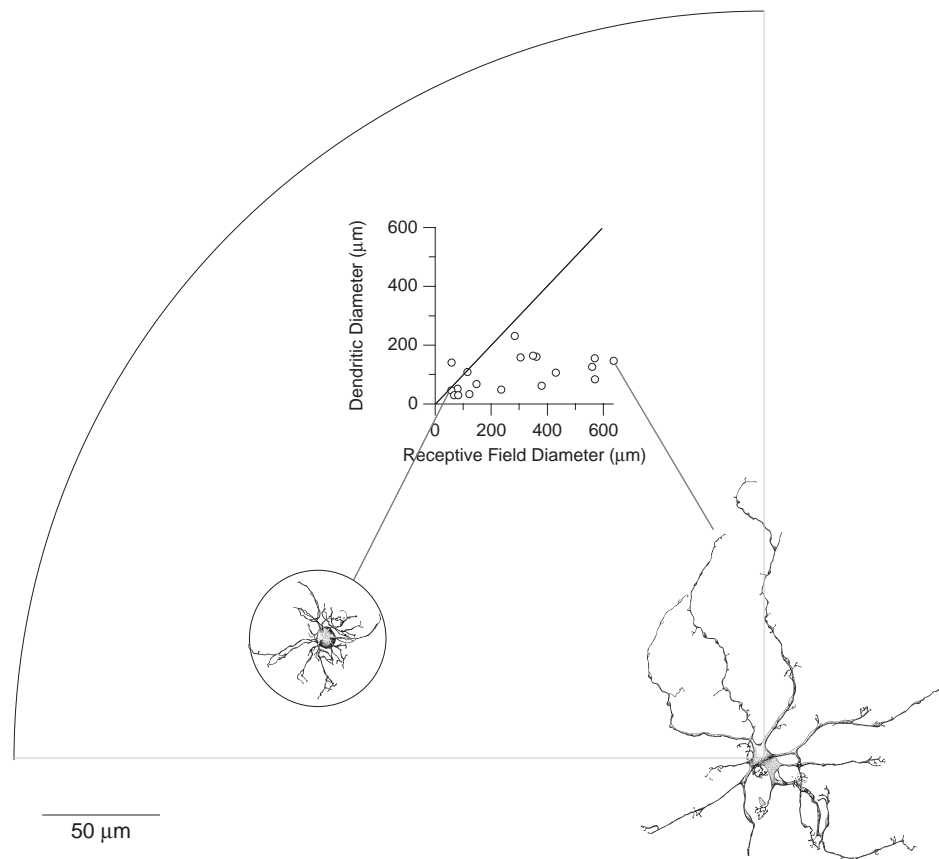 Dendritic Diameter (μm)
600
400
200
0
0 200 400 600
Receptive Field Diameter (μm)
50 μm